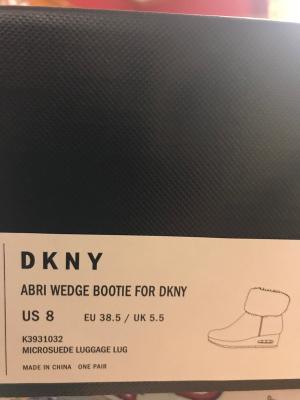 DKNY
ABRI WEDGE BOOTIE FOR DKNY
US 8 EU 38.5 / UK 5.5
K3931032
MICROSUEDE LUGGAGE LUG
MADE IN CHINA ONE PAIR